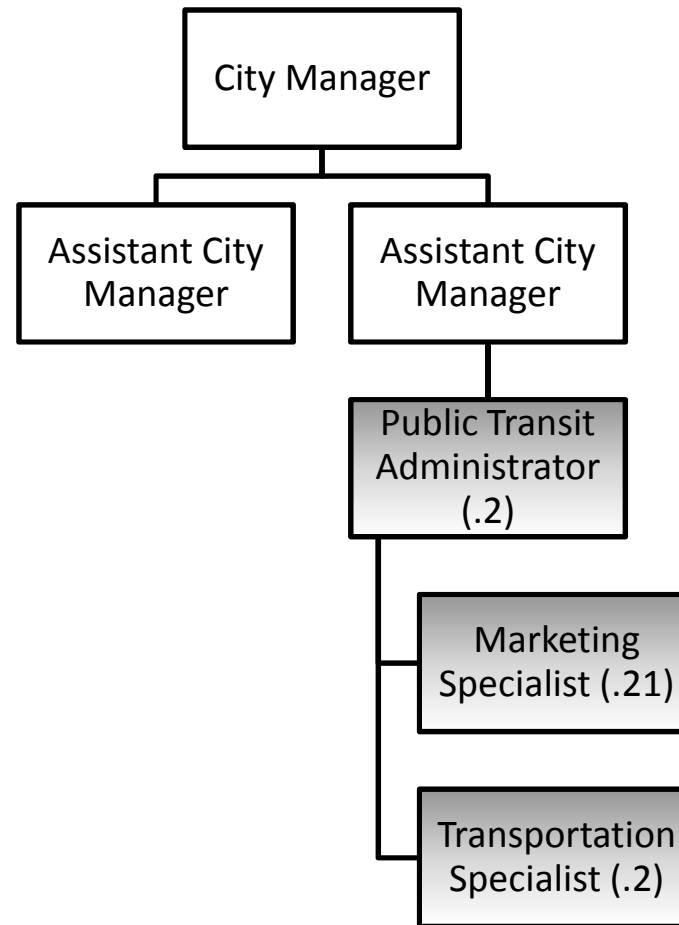 City Manager
Assistant City
Manager
Assistant City
Manager
Public Transit
Administrator
(.2)
Marketing
Specialist (.21)
Transportation
Specialist (.2)